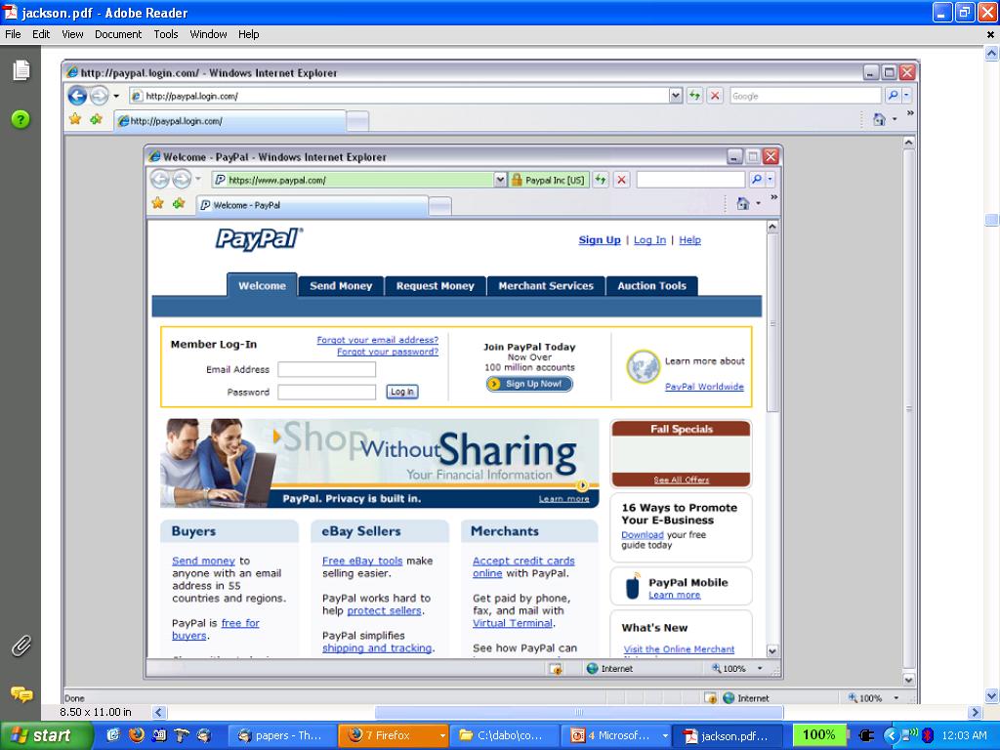 jackson.pdf - Adobe Reader
File Edit View Document Tools Window Help
http://paypal.login.com/ - Windows Internet Explorer
http://paypal.login.com/
Google
http://paypal.login.com/
Welcome - PayPal - Windows Internet Explorer
https://www.paypal.com/
Paypal Inc [US]
Welcome - PayPal
PayPal®
Sign Up | Log In | Help
Welcome Send Money Request Money Merchant Services Auction Tools
Member Log-In
Forgot your email address?
Forgot your password?
Email Address
Password
Log In
Join PayPal Today
Now Over
100 million accounts
Sign Up Now!
Learn more about
PayPal Worldwide
Shop Without Sharing
Your Financial Information
PayPal. Privacy is built in.
Learn more
Fall Specials
See All Offers
16 Ways to Promote
Your E-Business
Download your free
guide today
PayPal Mobile
Learn more
What's New
Visit the Online Merchant
Buyers
Send money to
anyone with an email
address in 55
countries and regions.
PayPal is free for
buyers.
eBay Sellers
Free eBay tools make
selling easier.
PayPal works hard to
help protect sellers.
PayPal simplifies
shipping and tracking.
Merchants
Accept credit cards
online with PayPal.
Get paid by phone,
fax, and mail with
Virtual Terminal.
See how PayPal can
Internet
100%
Done
Internet
100%
8.50 x 11.00 in
start
papers - Th...
7 Firefox
C:\dabo\co...
4 Microsof...
jackson.pdf...
100%
12:03 AM